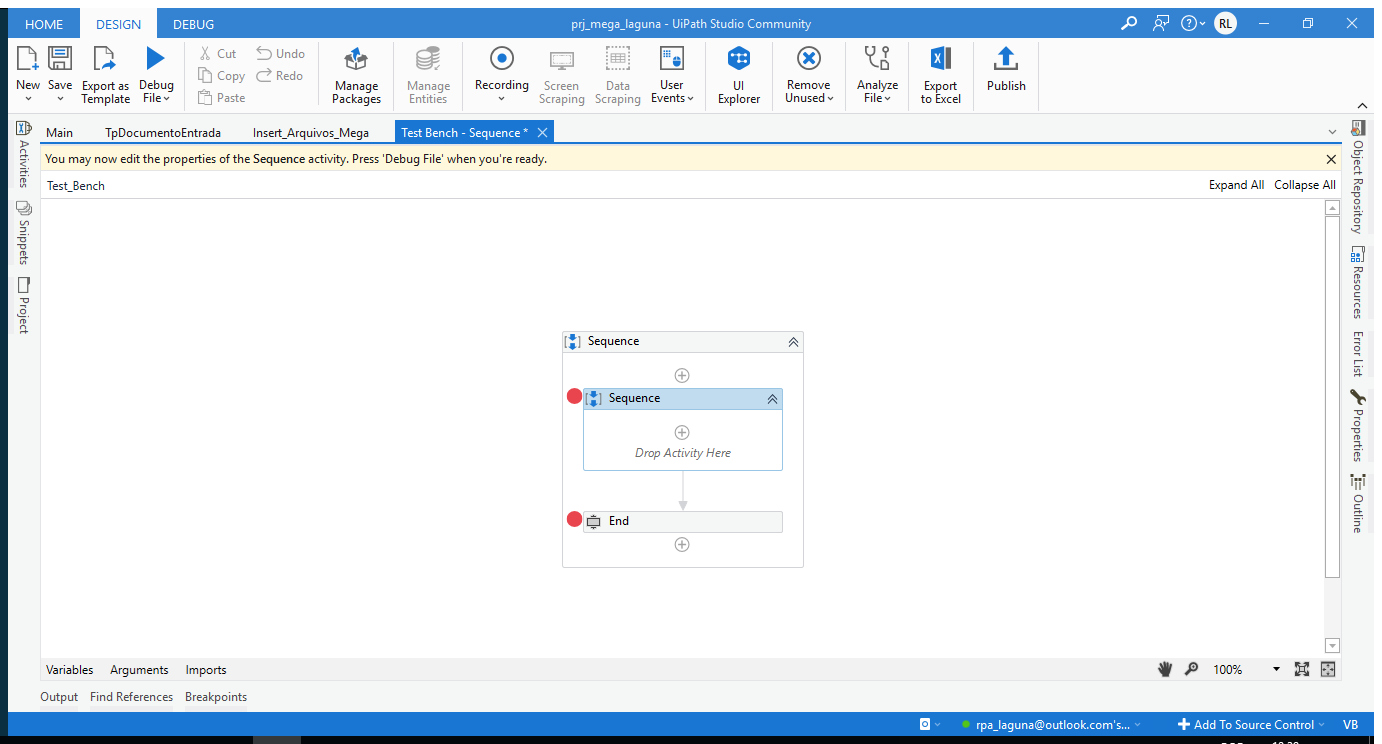 HOME DESIGN DEBUG prj_mega_laguna - UiPath Studio Community RL
New Save Export as Template Debug File
Cut Copy Paste Undo Redo
Manage Packages Manage Entities Recording Screen Scraping Data Scraping User Events UI Explorer Remove Unused Analyze File Export to Excel Publish
Main TpDocumentoEntrada Insert_Arquivos_Mega Test Bench - Sequence *
You may now edit the properties of the Sequence activity. Press 'Debug File' when you're ready.
Test_Bench Expand All Collapse All
Activities
Snippets
Project
Object Repository
Resources
Error List
Properties
Outline
Sequence
Sequence
Drop Activity Here
End
Variables Arguments Imports 100%
Output Find References Breakpoints
rpa_laguna@outlook.com's... Add To Source Control VB